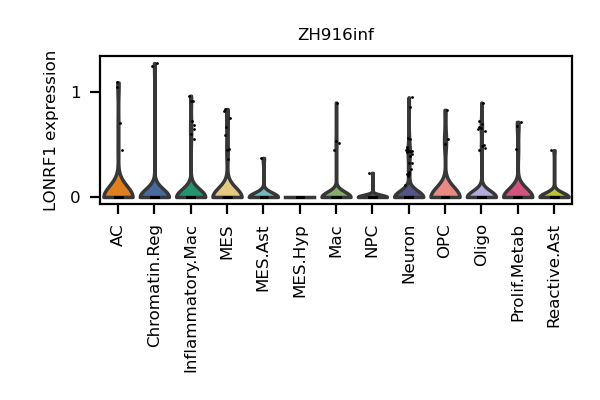 ZH916inf
LONRF1 expression
1
0
AC
Chromatin.Reg
Inflammatory.Mac
MES
MES.Ast
MES.Hyp
Mac
NPC
Neuron
OPC
Oligo
Prolif.Metab
Reactive.Ast